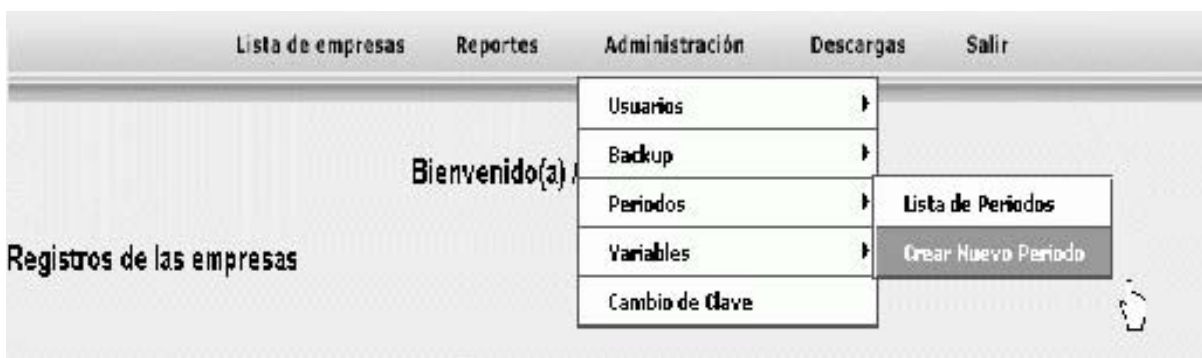 Lista de empresas Reportes Administración Descargas Salir
Usuarios
Backup
Bienvenido(a)
Periodos
Lista de Periodos
Variables
Crear Nuevo Periodo
Registros de las empresas
Cambio de Clave